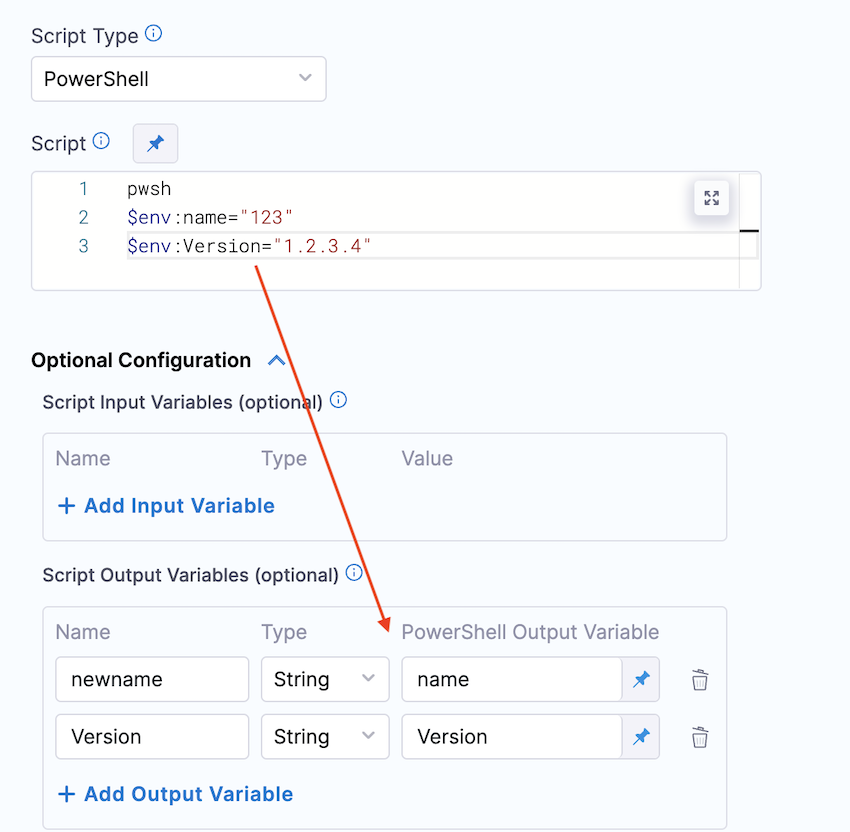 Script Type
PowerShell
Script
1 pwsh
2 $env:name="123"
3 $env:Version="1.2.3.4"
Optional Configuration
Script Input Variables (optional)
Name Type Value
+ Add Input Variable
Script Output Variables (optional)
Name Type PowerShell Output Variable
newname String name
Version String Version
+ Add Output Variable